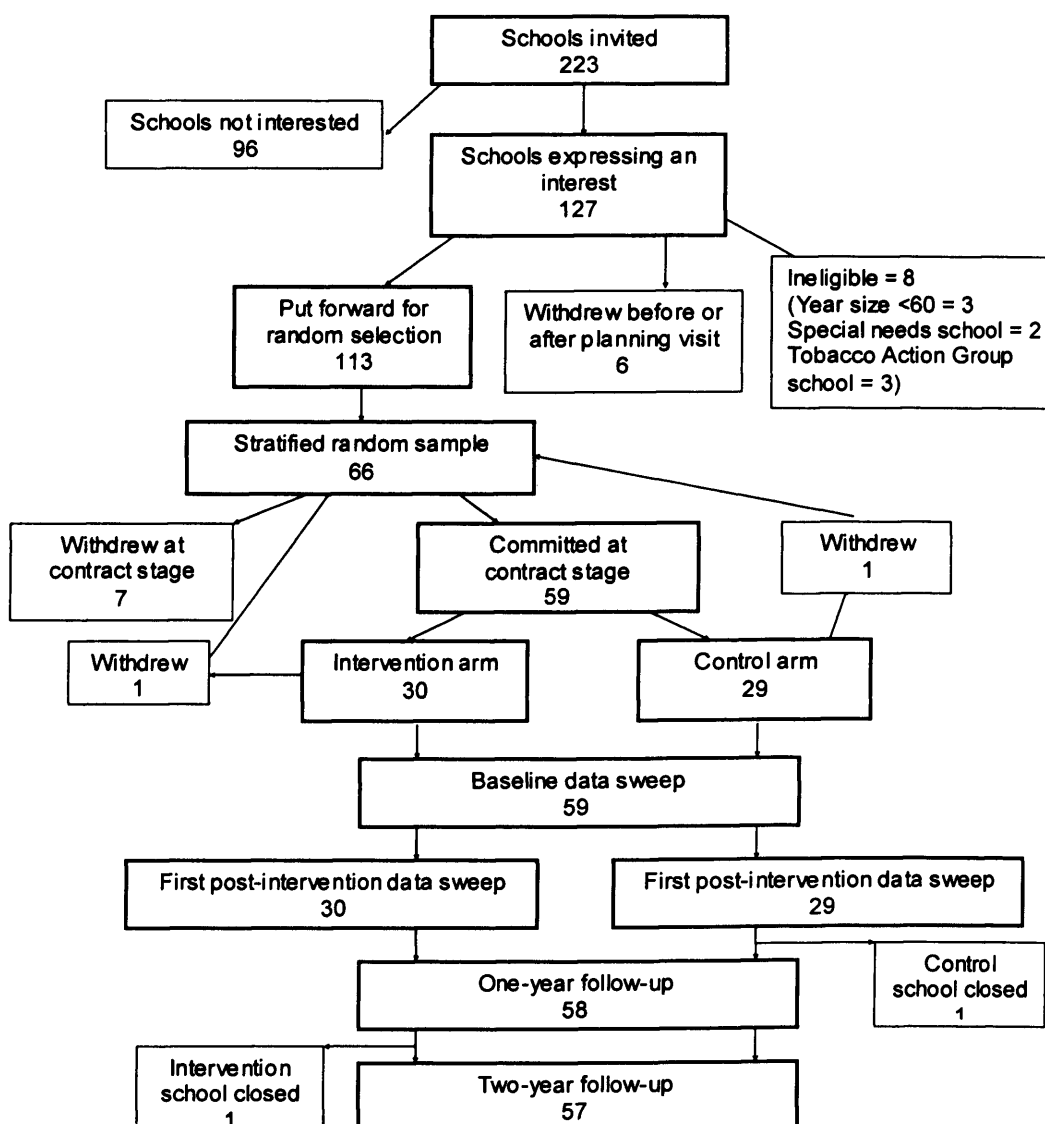 Schools invited
223
Schools not interested
96
Schools expressing an
interest
127
Put forward for
random selection
113
Withdrew before or
after planning visit
6
Ineligible = 8
(Year size <60 = 3
Special needs school = 2
Tobacco Action Group
school = 3)
Stratified random sample
66
Withdrew at
contract stage
7
Committed at
contract stage
59
Withdrew
1
Withdrew
1
Intervention arm
30
Control arm
29
Baseline data sweep
59
First post-intervention data sweep
30
First post-intervention data sweep
29
Control
school closed
1
One-year follow-up
58
Intervention
school closed
1
Two-year follow-up
57